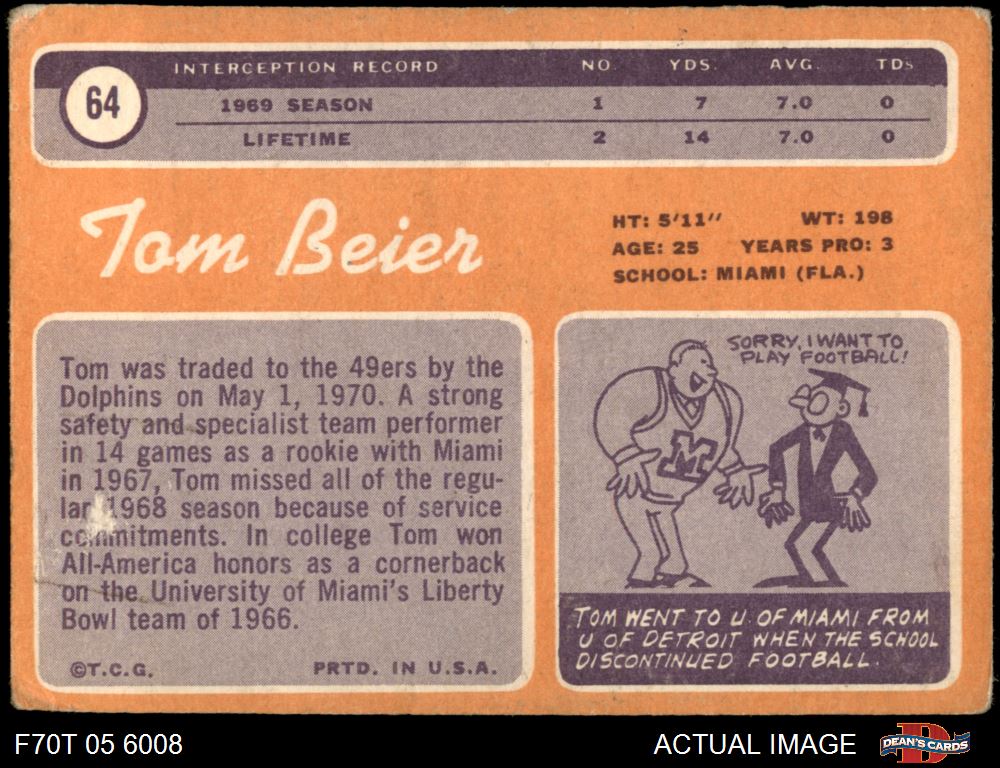 64
INTERCEPTION RECORD NO. YDS. AVG. TDs
1969 SEASON 1 7 7.0 0
LIFETIME 2 14 7.0 0
Tom Beier
HT: 5'11" WT: 198
AGE: 25 YEARS PRO: 3
SCHOOL: MIAMI (FLA.)
Tom was traded to the 49ers by the
Dolphins on May 1, 1970. A strong
safety and specialist team performer
in 14 games as a rookie with Miami
in 1967, Tom missed all of the regu-
lar 1968 season because of service
commitments. In college Tom won
All-America honors as a cornerback
on the University of Miami's Liberty
Bowl team of 1966.
©T.C.G. PRTD. IN U.S.A.
SORRY, I WANT TO
PLAY FOOTBALL!
M
TOM WENT TO U. OF MIAMI FROM
U OF DETROIT WHEN THE SCHOOL
DISCONTINUED FOOTBALL.
F70T 05 6008
ACTUAL IMAGE
D
DEAN'S CARDS